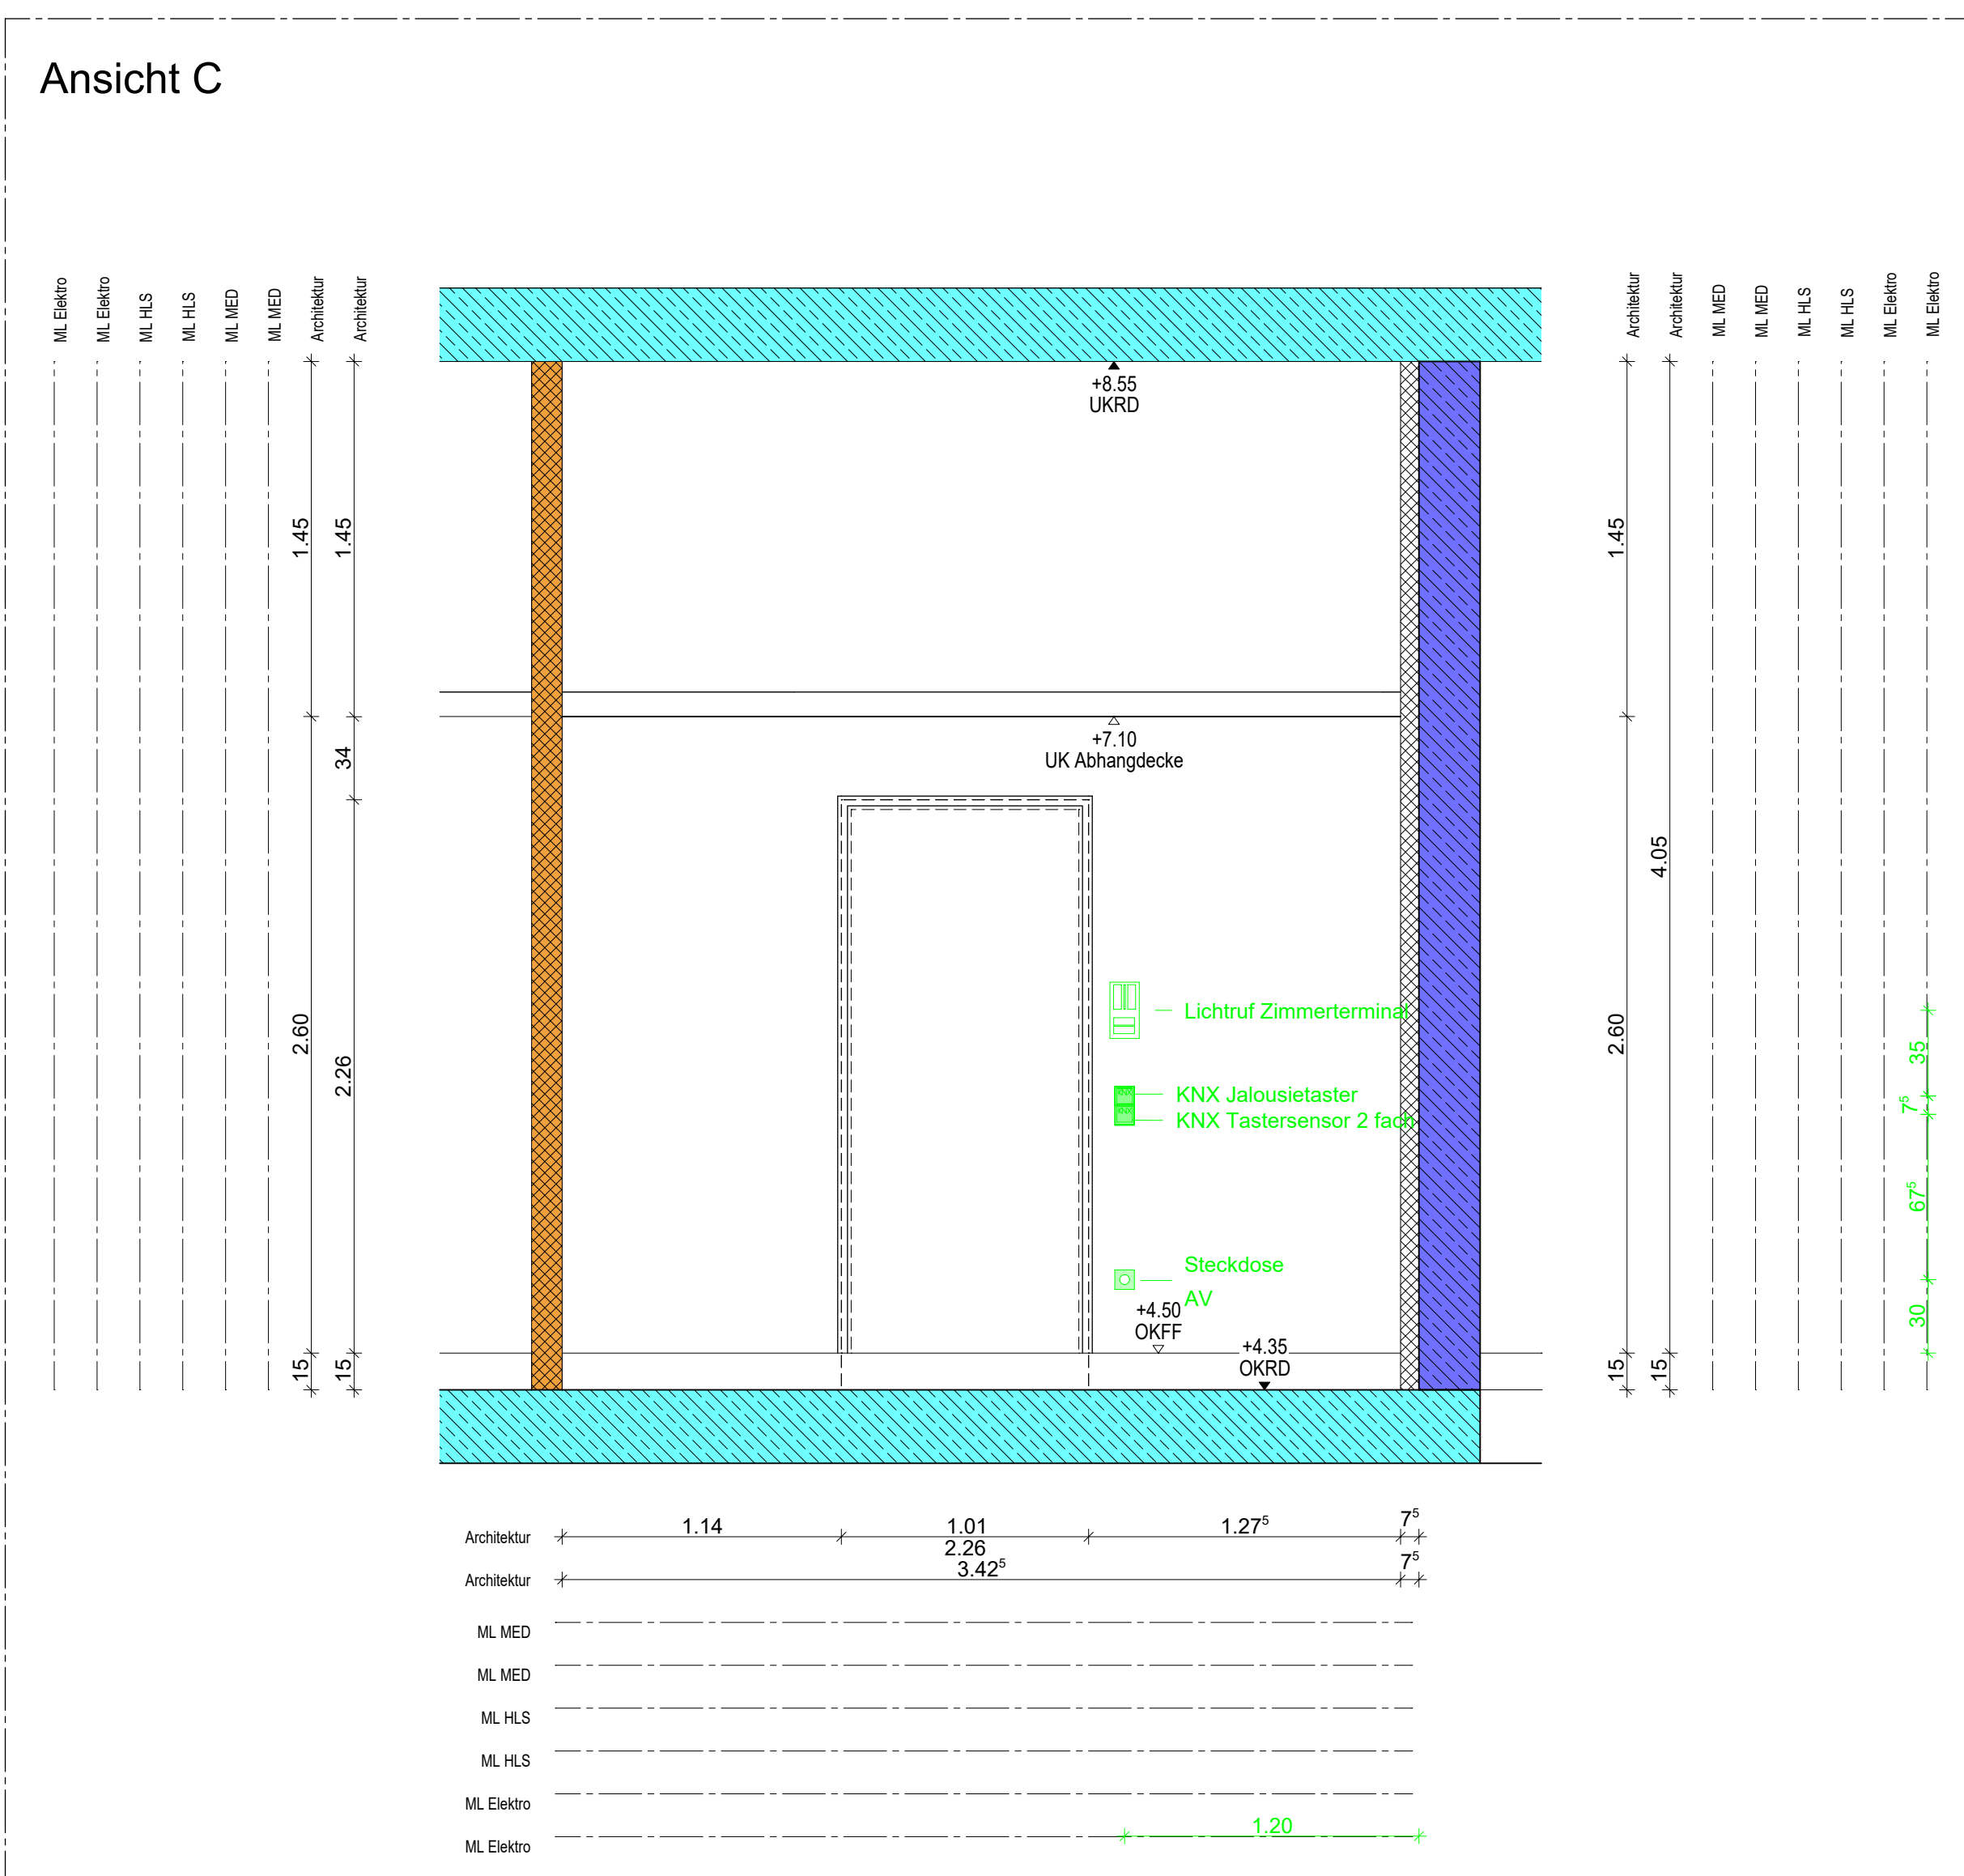 Ansicht C
ML Elektro
ML Elektro
ML HLS
ML HLS
ML MED
ML MED
Architektur
Architektur
Architektur
Architektur
ML MED
ML MED
ML HLS
ML HLS
ML Elektro
ML Elektro
+8.55
UKRD
1.45
1.45
1.45
34
+7.10
UK Abhangdecke
4.05
2.60
2.26
2.60
Lichtruf Zimmerterminal
35
KNX
KNX Jalousietaster
KNX
KNX Tastersensor 2 fach
7⁵
67⁵
Steckdose
AV
30
+4.50
OKFF
+4.35
OKRD
15
15
15
15
Architektur
1.14
1.01
1.27⁵
7⁵
2.26
Architektur
3.42⁵
7⁵
ML MED
ML MED
ML HLS
ML HLS
ML Elektro
ML Elektro
1.20